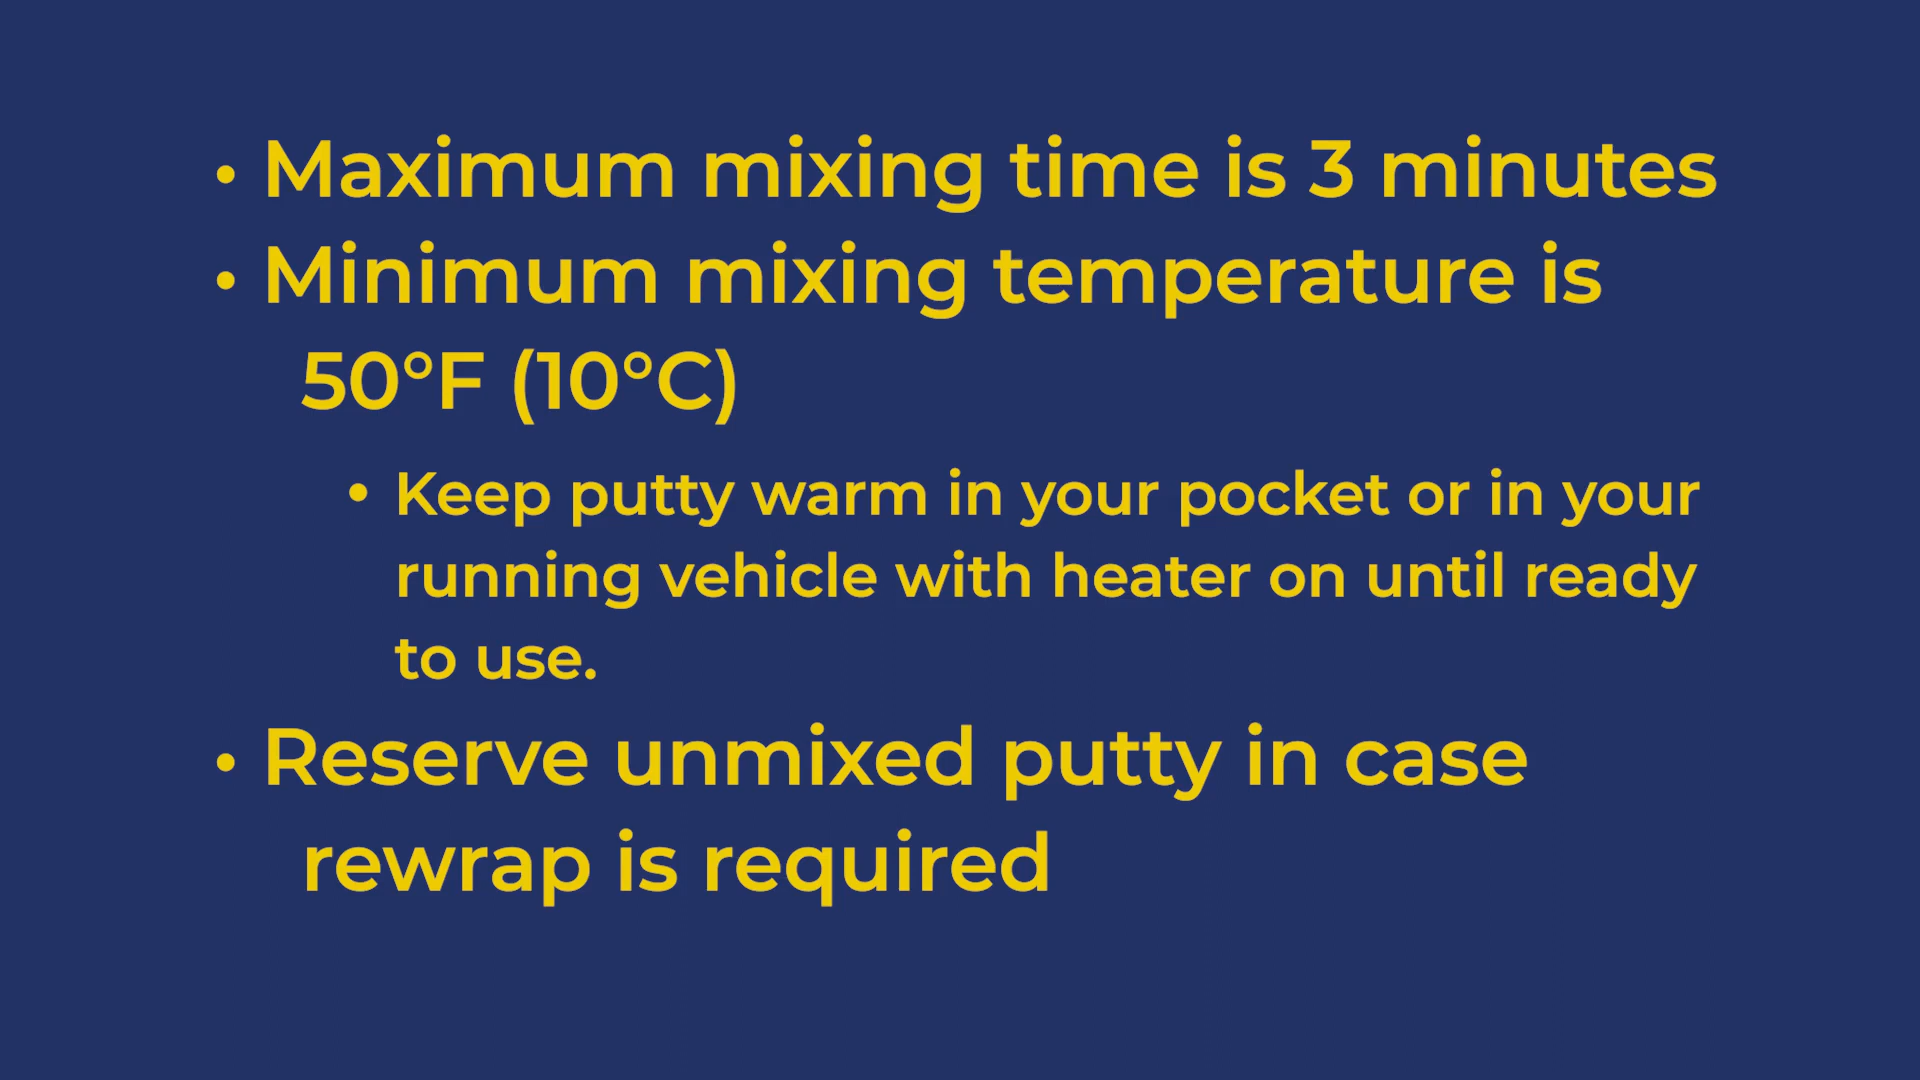 • Maximum mixing time is 3 minutes
• Minimum mixing temperature is
50°F (10°C)
• Keep putty warm in your pocket or in your
running vehicle with heater on until ready
to use.
• Reserve unmixed putty in case
rewrap is required